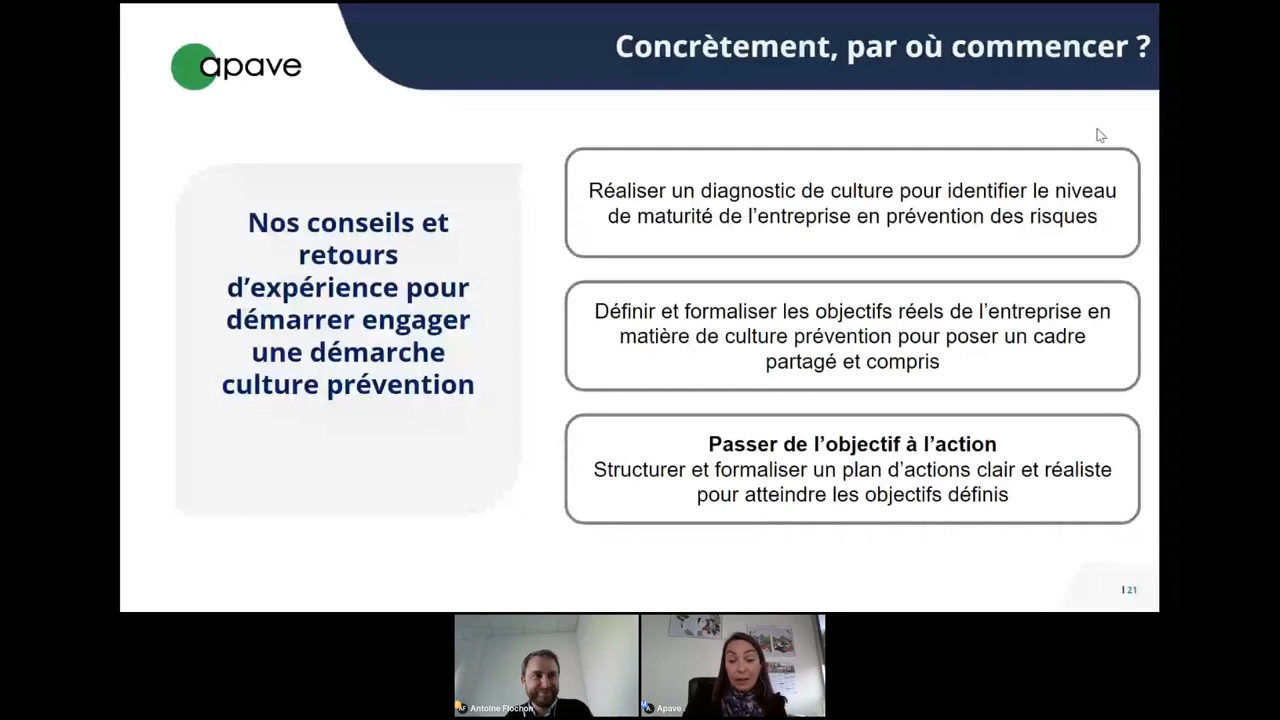 apave
Concrètement, par où commencer ?
Nos conseils et
retours
d’expérience pour
démarrer engager
une démarche
culture prévention
Réaliser un diagnostic de culture pour identifier le niveau
de maturité de l’entreprise en prévention des risques
Définir et formaliser les objectifs réels de l’entreprise en
matière de culture prévention pour poser un cadre
partagé et compris
Passer de l’objectif à l’action
Structurer et formaliser un plan d’actions clair et réaliste
pour atteindre les objectifs définis
21
AF Antoine Flochon
A. Apave